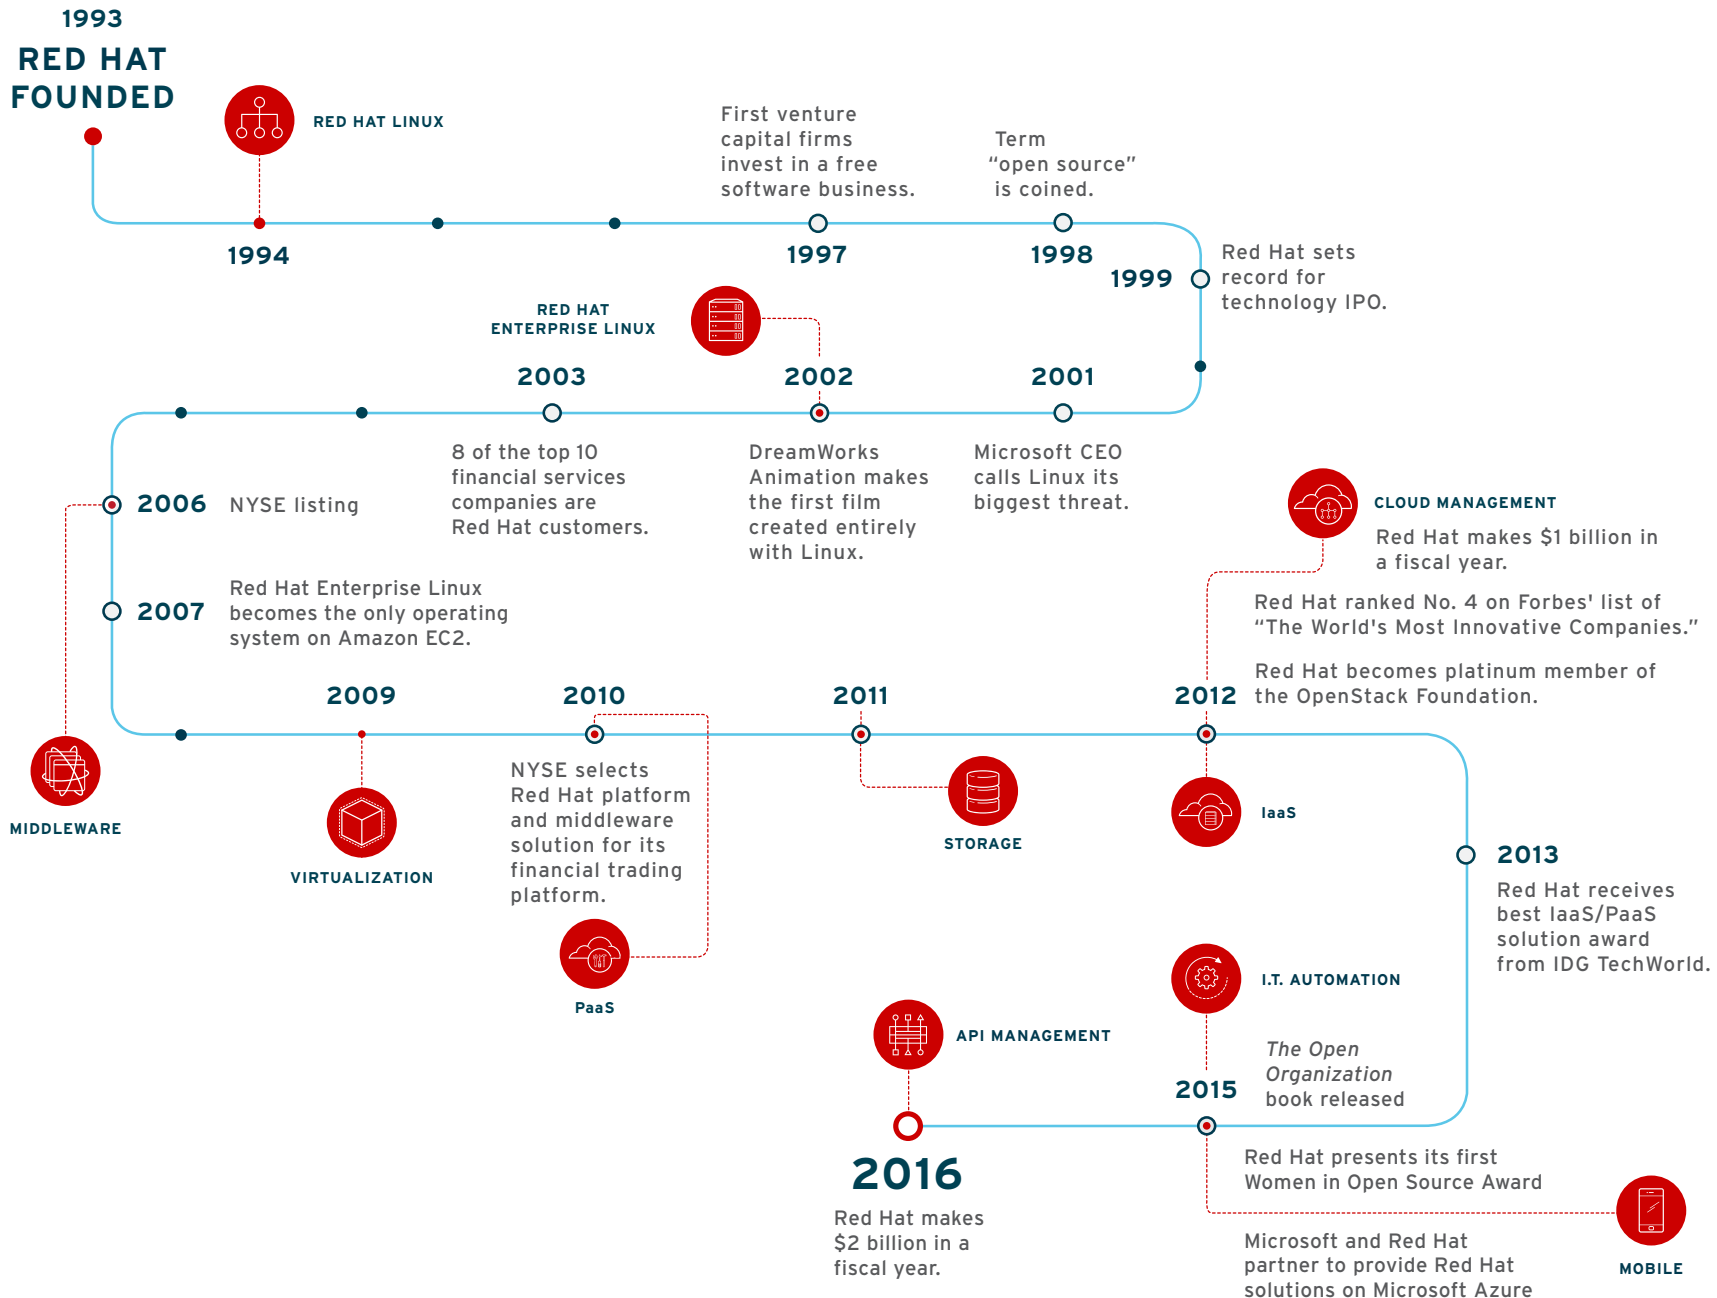 1993
RED HAT
FOUNDED
RED HAT LINUX
1994
First venture
capital firms
invest in a free
software business.
1997
Term
“open source”
is coined.
1998
1999
Red Hat sets
record for
technology IPO.
2001
Microsoft CEO
calls Linux its
biggest threat.
RED HAT
ENTERPRISE LINUX
2002
DreamWorks
Animation makes
the first film
created entirely
with Linux.
2003
8 of the top 10
financial services
companies are
Red Hat customers.
2006
NYSE listing
MIDDLEWARE
2007
Red Hat Enterprise Linux
becomes the only operating
system on Amazon EC2.
2009
VIRTUALIZATION
2010
NYSE selects
Red Hat platform
and middleware
solution for its
financial trading
platform.
PaaS
2011
STORAGE
CLOUD MANAGEMENT
Red Hat makes $1 billion in
a fiscal year.
Red Hat ranked No. 4 on Forbes' list of
“The World's Most Innovative Companies.”
2012
Red Hat becomes platinum member of
the OpenStack Foundation.
IaaS
2013
Red Hat receives
best IaaS/PaaS
solution award
from IDG TechWorld.
I.T. AUTOMATION
2015
The Open
Organization
book released
Red Hat presents its first
Women in Open Source Award
Microsoft and Red Hat
partner to provide Red Hat
solutions on Microsoft Azure
MOBILE
API MANAGEMENT
2016
Red Hat makes
$2 billion in a
fiscal year.